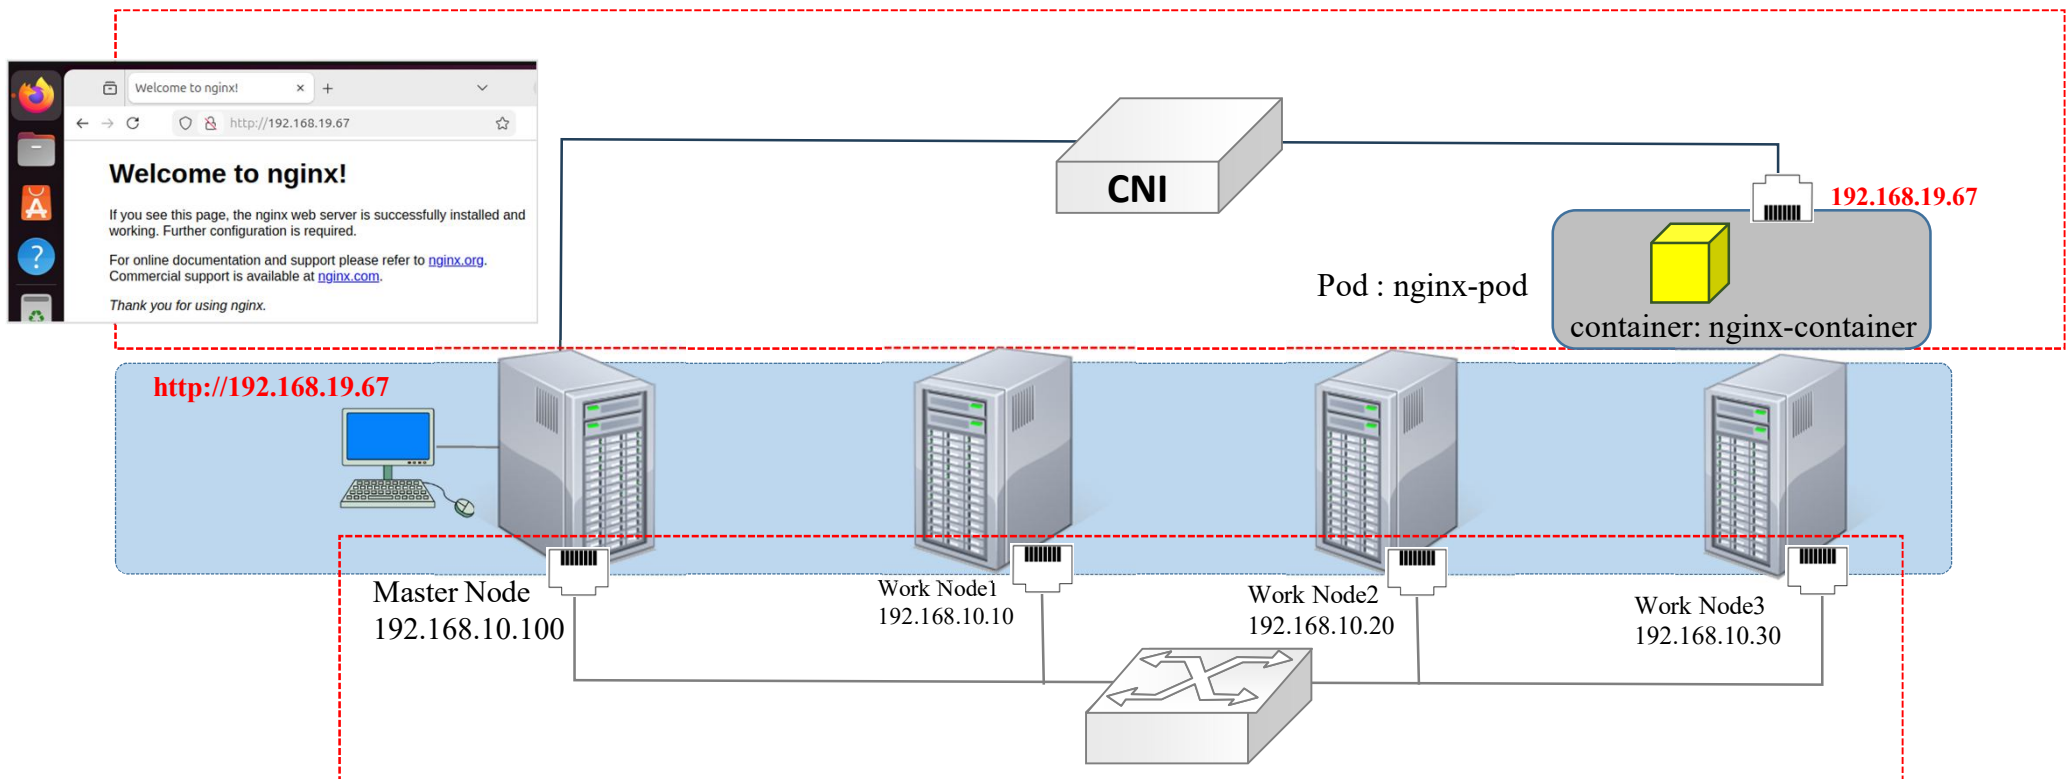 Welcome to nginx!
http://192.168.19.67
Welcome to nginx!
If you see this page, the nginx web server is successfully installed and
working. Further configuration is required.
For online documentation and support please refer to nginx.org.
Commercial support is available at nginx.com.
Thank you for using nginx.
CNI
192.168.19.67
Pod : nginx-pod
container: nginx-container
http://192.168.19.67
Master Node
192.168.10.100
Work Node1
192.168.10.10
Work Node2
192.168.10.20
Work Node3
192.168.10.30